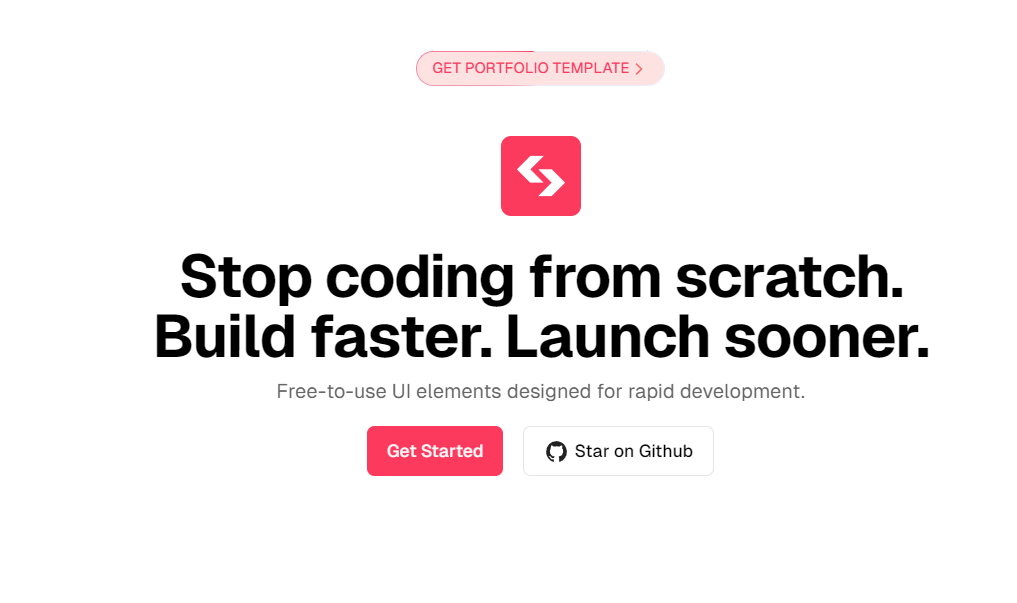 GET PORTFOLIO TEMPLATE
Stop coding from scratch.
Build faster. Launch sooner.
Free-to-use UI elements designed for rapid development.
Get Started
Star on Github